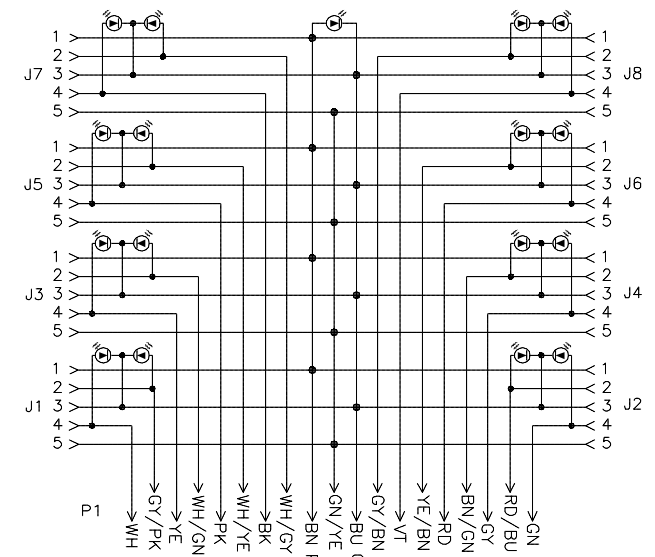 1 1
2 2
J7 3 3 J8
4 4
5 5
1 1
2 2
J5 3 3 J6
4 4
5 5
1 1
2 2
J3 3 3 J4
4 4
5 5
1 1
2 2
J1 3 3 J2
4 4
5 5
P1
WH
GY/PK
YE
WH/GN
PK
WH/YE
BK
WH/GY
BN
GN/YE
BU
GY/BN
VT
YE/BN
RD
BN/GN
GY
RD/BU
GN